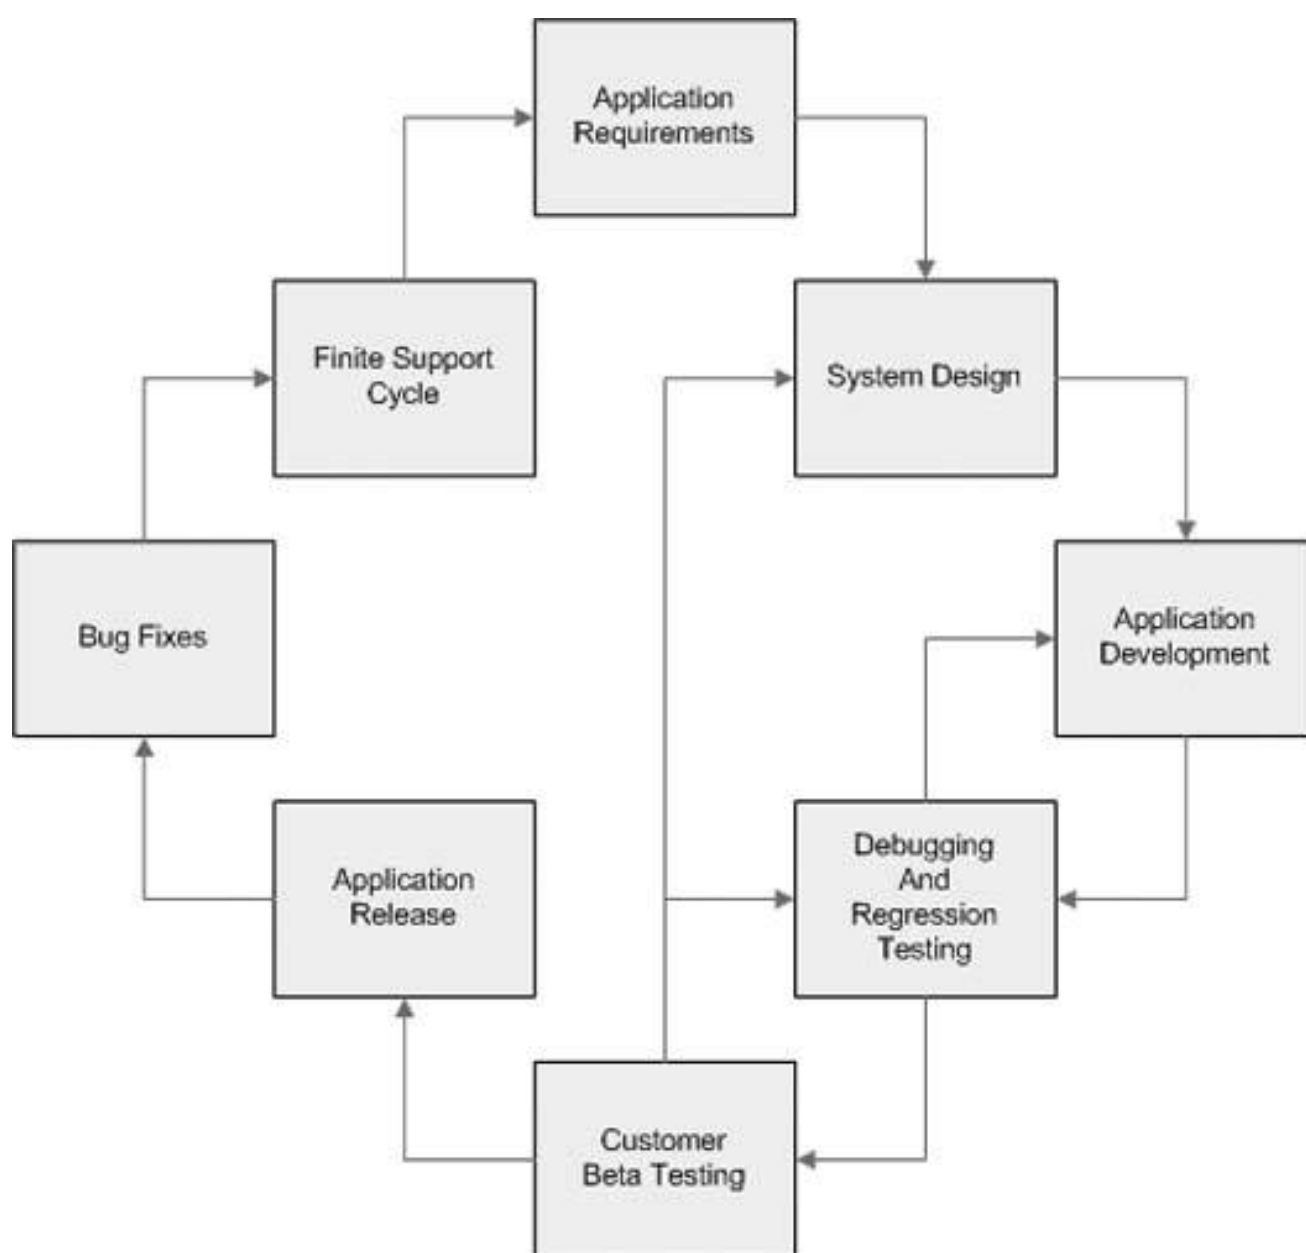 Application
Requirements
Finite Support
Cycle
System Design
Bug Fixes
Application
Development
Application
Release
Debugging
And
Regression
Testing
Customer
Beta Testing